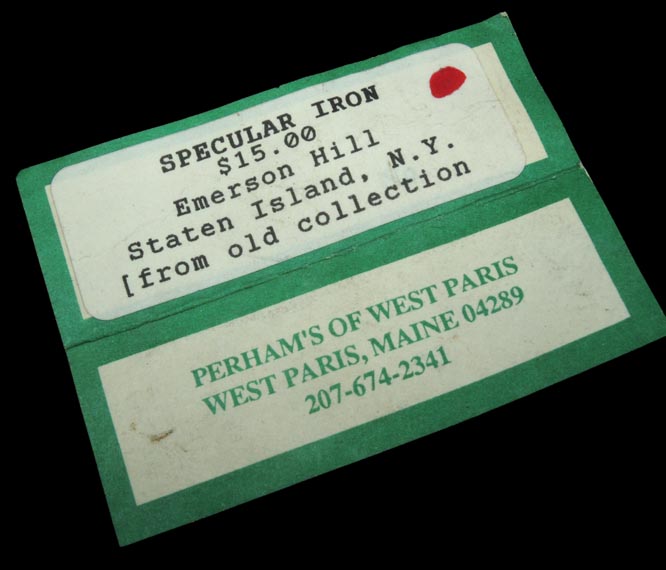 SPECULAR IRON
$15.00
Emerson Hill
Staten Island, N.Y.
[from old collection
PERHAM'S OF WEST PARIS
WEST PARIS, MAINE 04289
207-674-2341